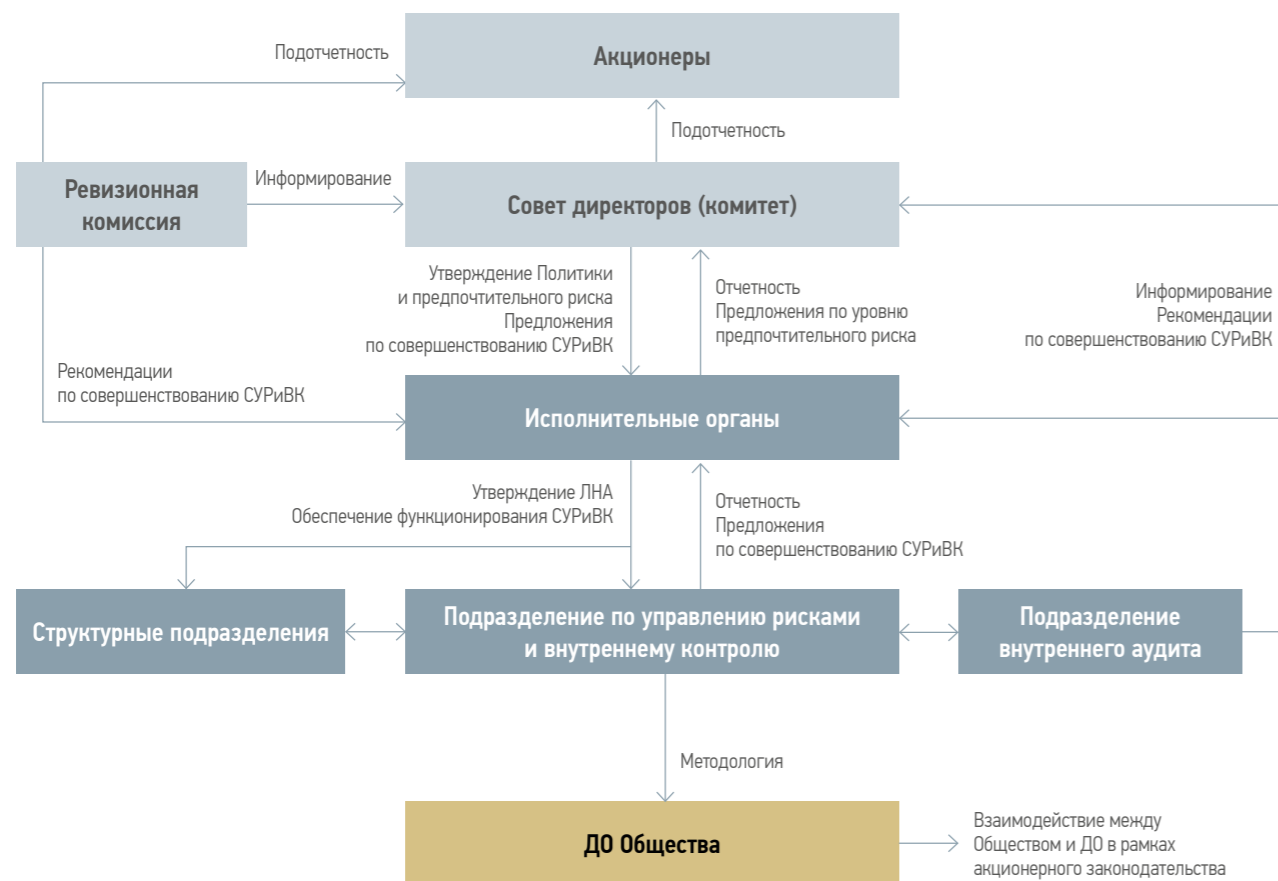 Подотчетность
Акционеры
Подотчетность
Ревизионная
комиссия
Информирование
Совет директоров (комитет)
Утверждение Политики
и предпочтительного риска
Предложения
по совершенствованию СУРиВК
Отчетность
Предложения по уровню
предпочтительного риска
Информирование
Рекомендации
по совершенствованию СУРиВК
Рекомендации
по совершенствованию СУРиВК
Исполнительные органы
Утверждение ЛНА
Обеспечение функционирования СУРиВК
Отчетность
Предложения
по совершенствованию СУРиВК
Структурные подразделения
Подразделение по управлению рисками
и внутреннему контролю
Подразделение
внутреннего аудита
Методология
ДО Общества
Взаимодействие между
Обществом и ДО в рамках
акционерного законодательства